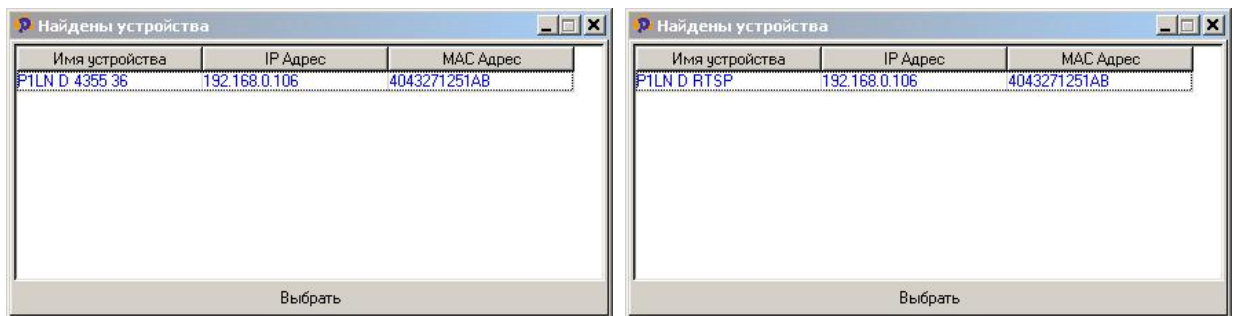 Найдены устройства
Имя устройства IP Адрес MAC Адрес
P1LN D 4355 36 192.168.0.106 4043271251AB
Выбрать
Найдены устройства
Имя устройства IP Адрес MAC Адрес
P1LN D RTSP 192.168.0.106 4043271251AB
Выбрать